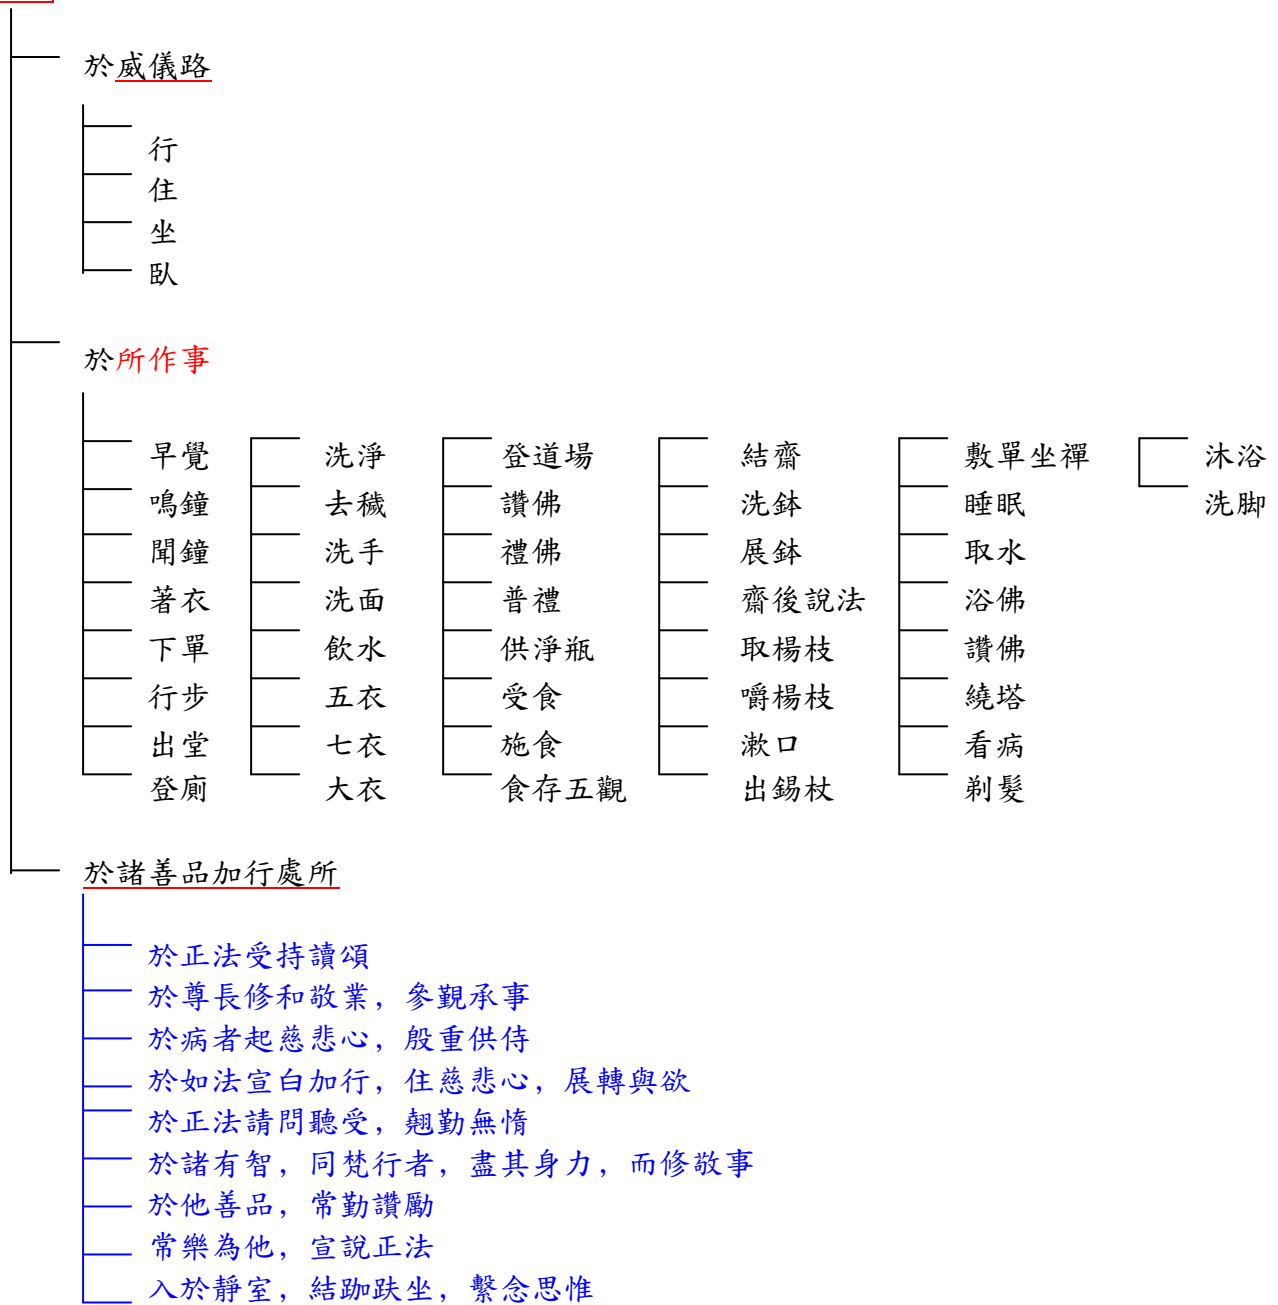 於威儀路
行
住
坐
臥
於所作事
早覺
鳴鐘
聞鐘
著衣
下單
行步
出堂
登廁
洗淨
去穢
洗手
洗面
飲水
五衣
七衣
大衣
登道場
讚佛
禮佛
普禮
供淨瓶
受食
施食
食存五觀
結齋
洗鉢
展鉢
齋後說法
取楊枝
嚼楊枝
漱口
出錫杖
敷單坐禪
睡眠
取水
浴佛
讚佛
繞塔
看病
剃髮
沐浴
洗脚
於諸善品加行處所
於正法受持讀頌
於尊長修和敬業，參覲承事
於病者起慈悲心，殷重供侍
於如法宣白加行，住慈悲心，展轉與欲
於正法請問聽受，翹勤無惰
於諸有智，同梵行者，盡其身力，而修敬事
於他善品，常勤讚勵
常樂為他，宣說正法
入於靜室，結跏趺坐，繫念思惟